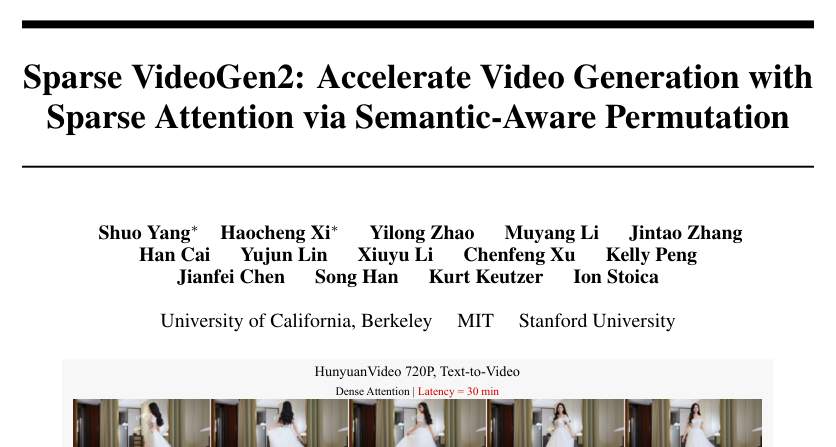 Sparse VideoGen2: Accelerate Video Generation with
Sparse Attention via Semantic-Aware Permutation
Shuo Yang* Haocheng Xi* Yilong Zhao Muyang Li Jintao Zhang
Han Cai Yujun Lin Xiuyu Li Chenfeng Xu Kelly Peng
Jianfei Chen Song Han Kurt Keutzer Ion Stoica
University of California, Berkeley MIT Stanford University
HunyuanVideo 720P, Text-to-Video
Dense Attention | Latency = 30 min